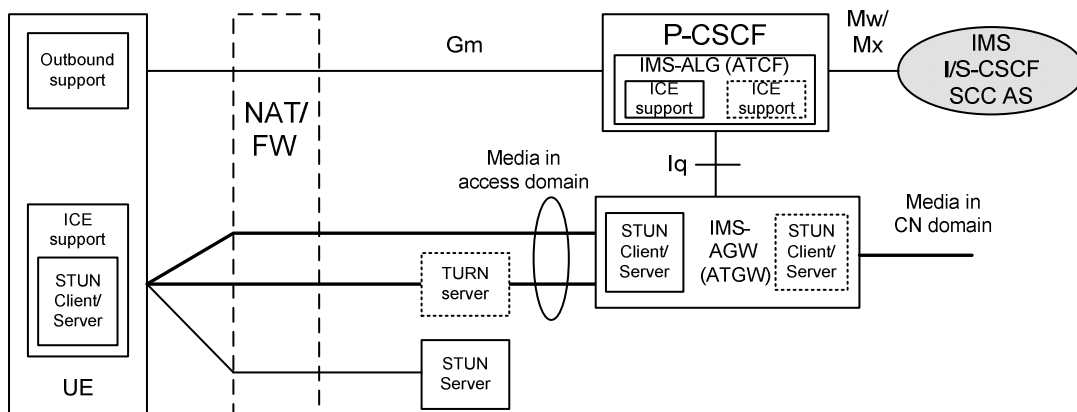 Outbound
support
ICE
support
STUN
Client/
Server
UE
NAT/
FW
Gm
P-CSCF
IMS-ALG (ATCF)
ICE
support
ICE
support
Mw/
Mx
IMS
I/S-CSCF
SCC AS
Iq
Media in
access domain
TURN
server
STUN
Server
STUN
Client/
Server
IMS-
AGW
(ATGW)
STUN
Client/
Server
Media in
CN domain